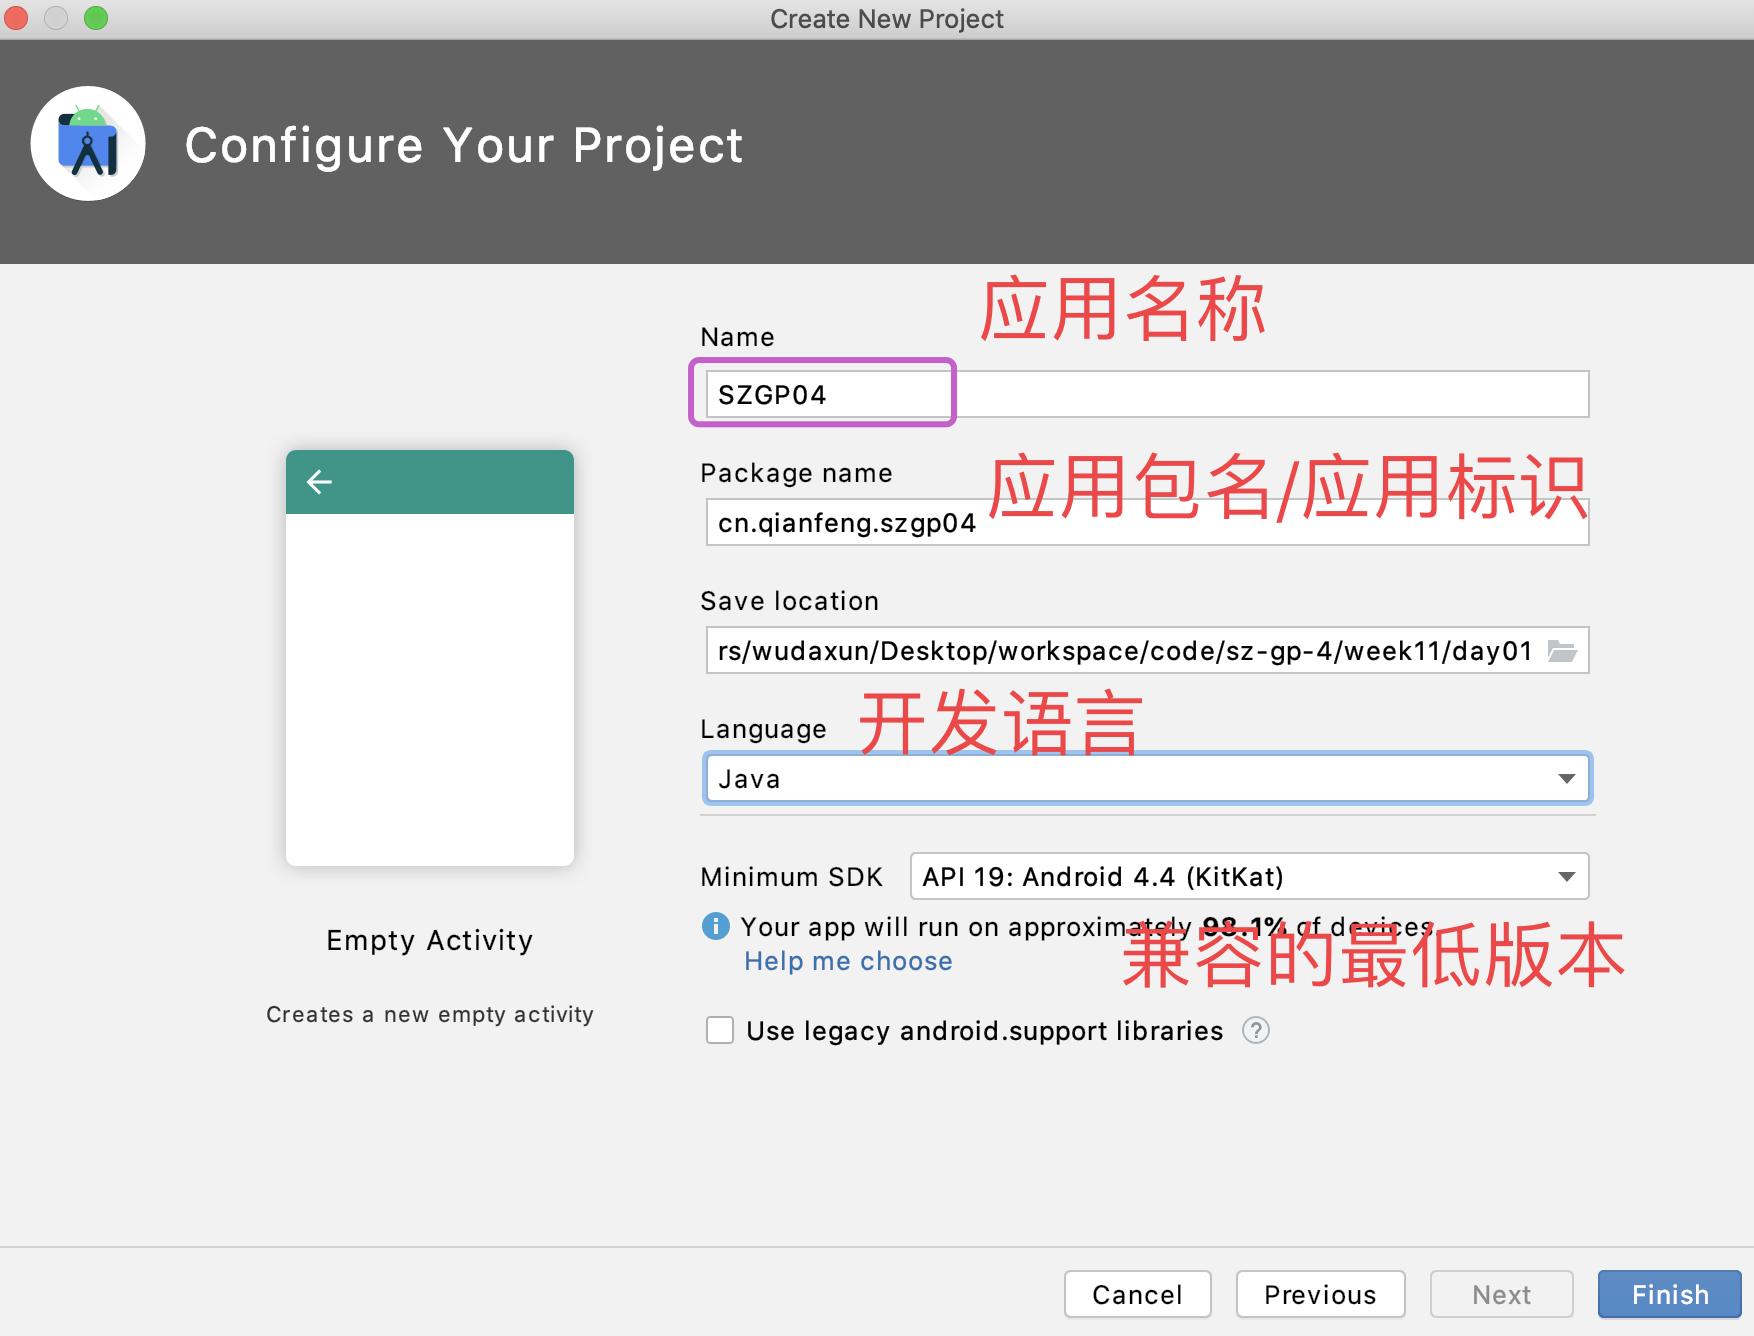 Create New Project
Configure Your Project
应用名称
Name
SZGP04
Package name
应用包名/应用标识
cn.qianfeng.szgp04
Save location
rs/wudaxun/Desktop/workspace/code/sz-gp-4/week11/day01
Language
开发语言
Java
Minimum SDK
API 19: Android 4.4 (KitKat)
Your app will run on approximately 98.1% of devices.
兼容的最低版本
Help me choose
Use legacy android.support libraries
?
Empty Activity
Creates a new empty activity
Cancel
Previous
Next
Finish